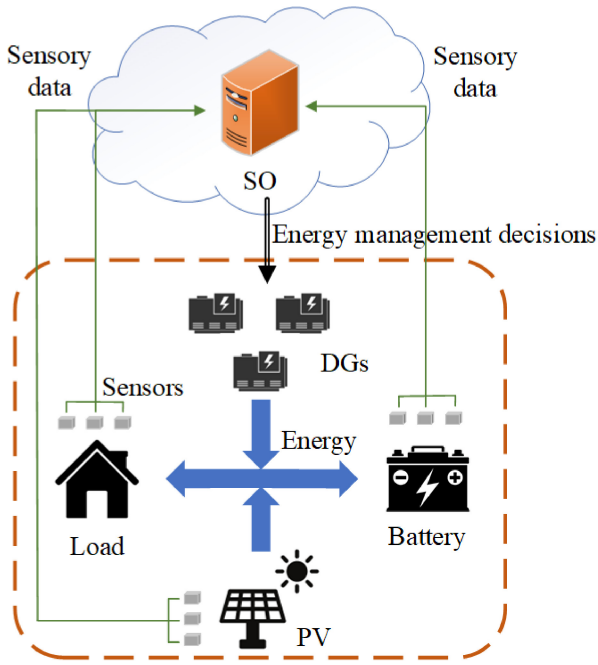 Sensory
data
Sensory
data
SO
Energy management decisions
DGs
Sensors
Energy
Load
Battery
PV